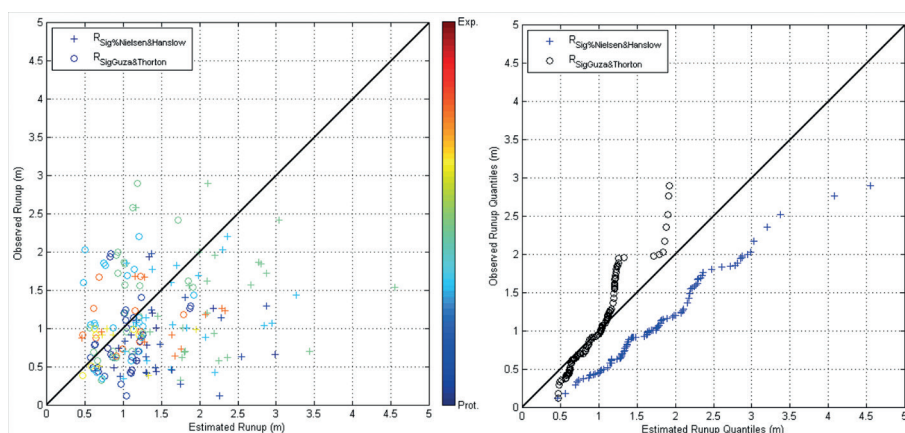 R Sig%Nielsen&Hanslow
R SigGuza&Thorton
Observed Runup (m)
5
4.5
4
3.5
3
2.5
2
1.5
1
0.5
0
0 0.5 1 1.5 2 2.5 3 3.5 4 4.5 5
Estimated Runup (m)
Exp.
Prot.
R Sig%Nielsen&Hanslow
R SigGuza&Thorton
Observed Runup Quantiles (m)
5
4.5
4
3.5
3
2.5
2
1.5
1
0.5
0
0 0.5 1 1.5 2 2.5 3 3.5 4 4.5 5
Estimated Runup Quantiles (m)